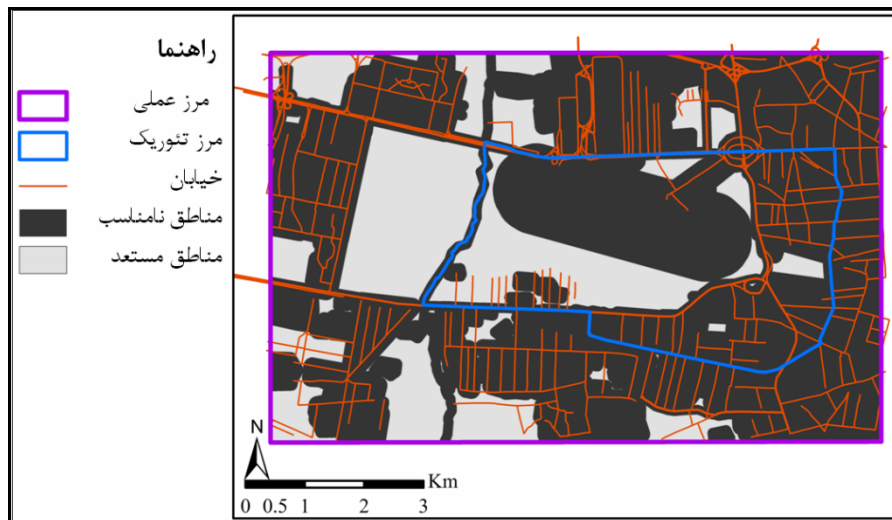 راهنما
مرز عملی
مرز تئوریک
خیابان
مناطق نامناسب
مناطق مستعد
N
Km
0 0.5 1 2 3